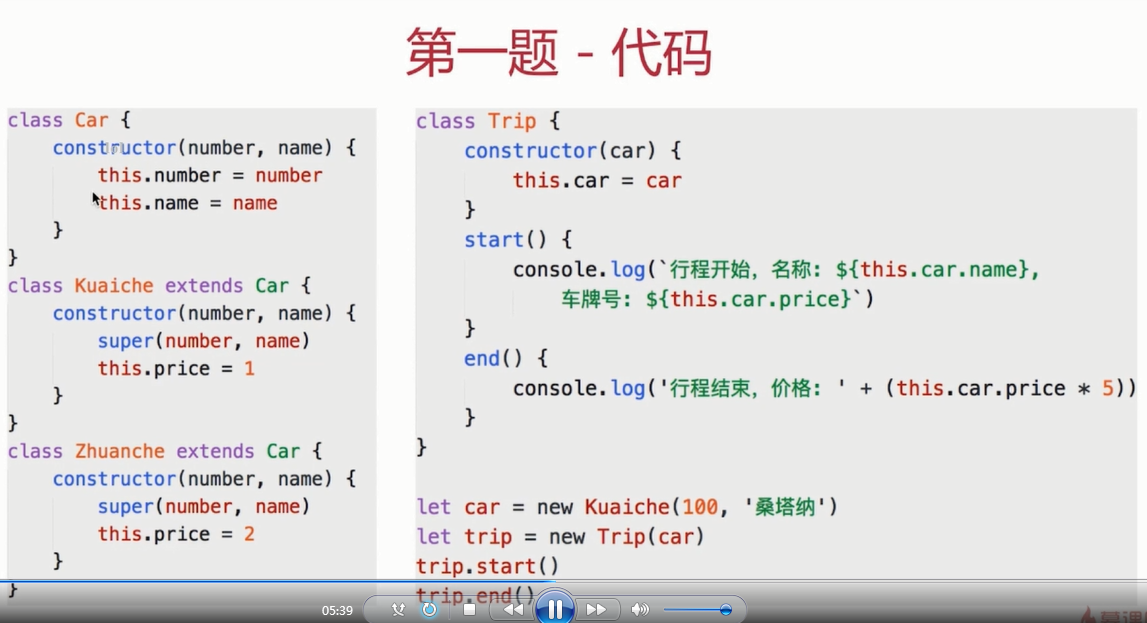 第一题 - 代码
class Car {
constructor(number, name) {
this.number = number
this.name = name
}
}
class Kuaiche extends Car {
constructor(number, name) {
super(number, name)
this.price = 1
}
}
class Zhuanche extends Car {
constructor(number, name) {
super(number, name)
this.price = 2
}
}
class Trip {
constructor(car) {
this.car = car
}
start() {
console.log(`行程开始，名称: ${this.car.name},
车牌号: ${this.car.price}`)
}
end() {
console.log('行程结束，价格: ' + (this.car.price * 5))
}
}
let car = new Kuaiche(100, '桑塔纳')
let trip = new Trip(car)
trip.start()
trip.end()
05:39